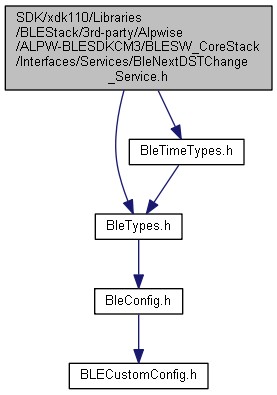 SDK/xdk110/Libraries
/BLEStack/3rd-party/Alpwise
/ALPW-BLESDKCM3/BLESW_CoreStack
/Interfaces/Services/BleNextDSTChange
_Service.h
BleTimeTypes.h
BleTypes.h
BleConfig.h
BLECustomConfig.h